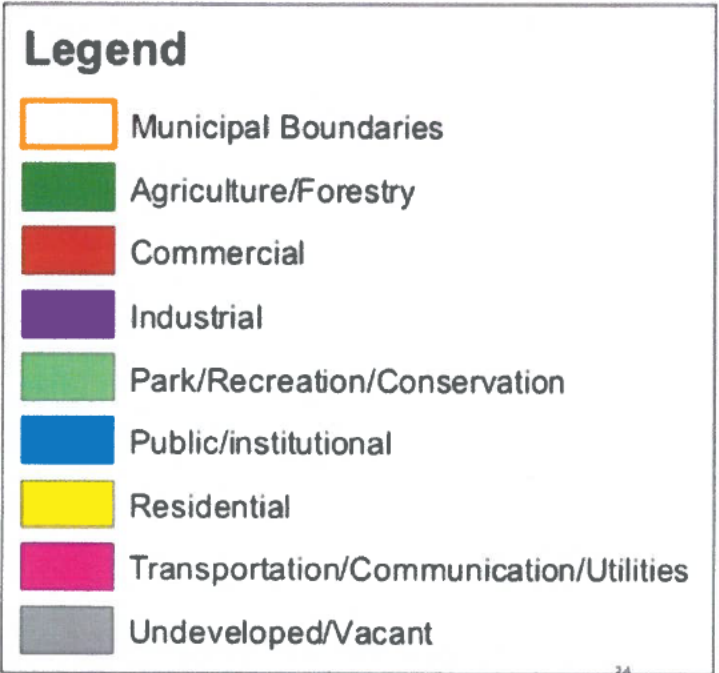 Legend
Municipal Boundaries
Agriculture/Forestry
Commercial
Industrial
Park/Recreation/Conservation
Public/institutional
Residential
Transportation/Communication/Utilities
Undeveloped/Vacant